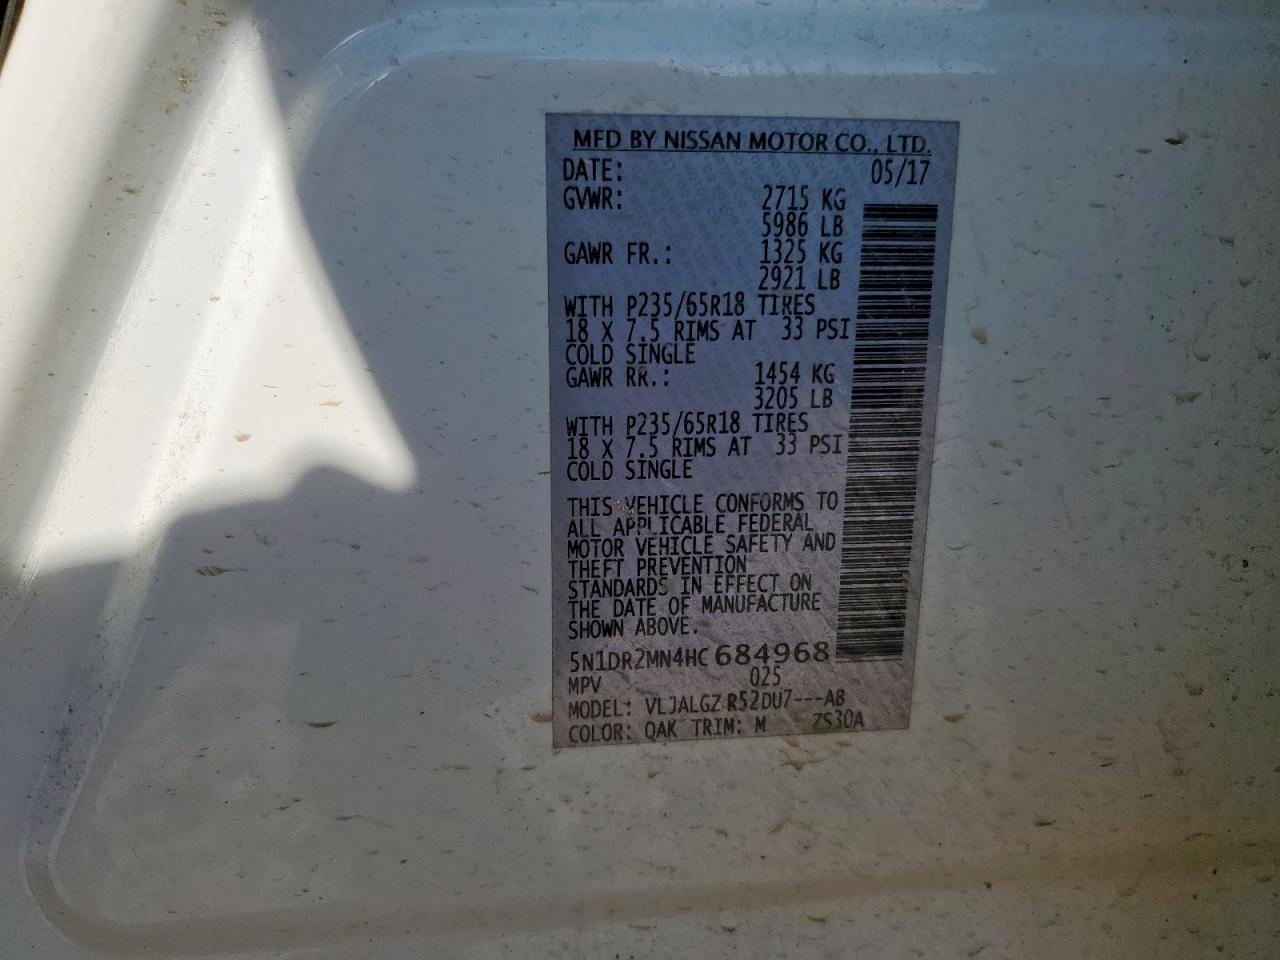 MFD BY NISSAN MOTOR CO., LTD.
DATE: 05/17
GVWR: 2715 KG
5986 LB
GAWR FR.: 1325 KG
2921 LB
WITH P235/65R18 TIRES
18 X 7.5 RIMS AT 33 PSI
COLD SINGLE
GAWR RR.: 1454 KG
3205 LB
WITH P235/65R18 TIRES
18 X 7.5 RIMS AT 33 PSI
COLD SINGLE
THIS VEHICLE CONFORMS TO
ALL APPLICABLE FEDERAL
MOTOR VEHICLE SAFETY AND
THEFT PREVENTION
STANDARDS IN EFFECT ON
THE DATE OF MANUFACTURE
SHOWN ABOVE.
5N1DR2MN4HC684968
MPV 025
MODEL: VLJALGZ R52DU7---AB
COLOR: QAK TRIM: M ZS30A